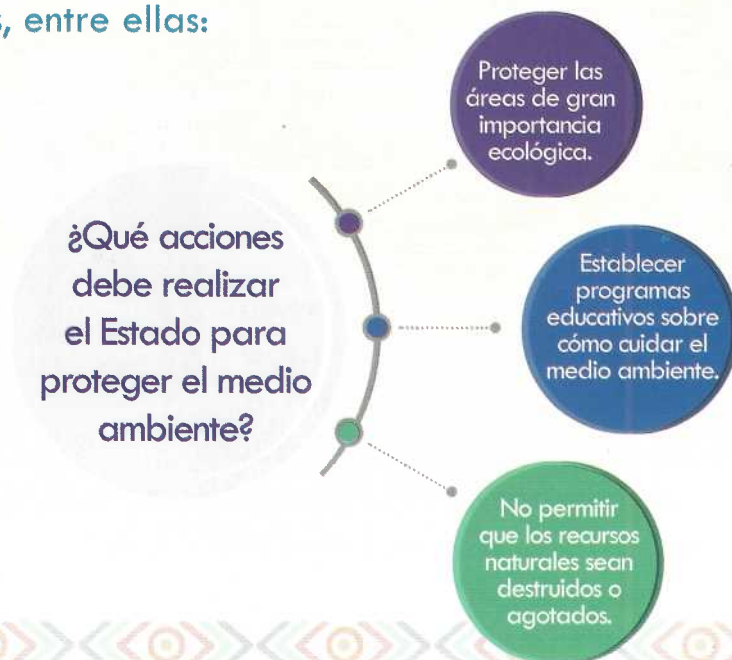 s, entre ellas:
¿Qué acciones
debe realizar
el Estado para
proteger el medio
ambiente?
Proteger las
áreas de gran
importancia
ecológica.
Establecer
programas
educativos sobre
cómo cuidar el
medio ambiente.
No permitir
que los recursos
naturales sean
destruidos o
agotados.